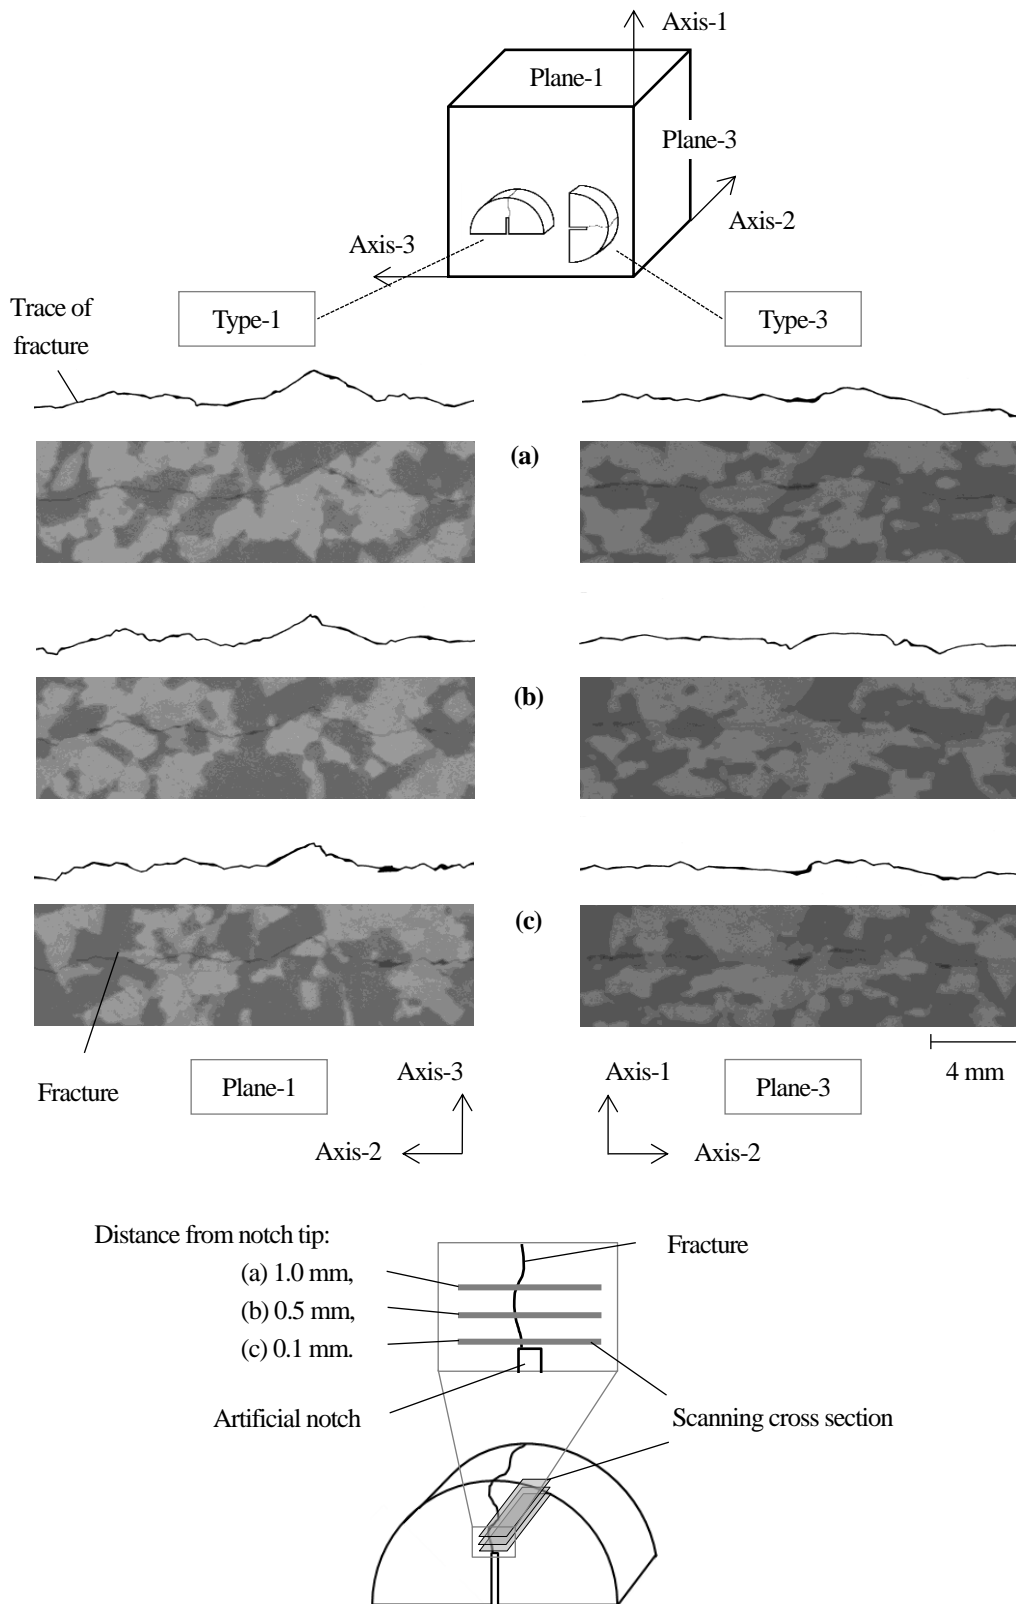 Axis-1
Plane-1
Plane-3
Axis-2
Axis-3
Type-1
Type-3
Trace of
fracture
(a)
(b)
(c)
4 mm
Fracture
Plane-1
Axis-3
Axis-2
Axis-1
Plane-3
Axis-2
Distance from notch tip:
(a) 1.0 mm,
(b) 0.5 mm,
(c) 0.1 mm.
Fracture
Artificial notch
Scanning cross section